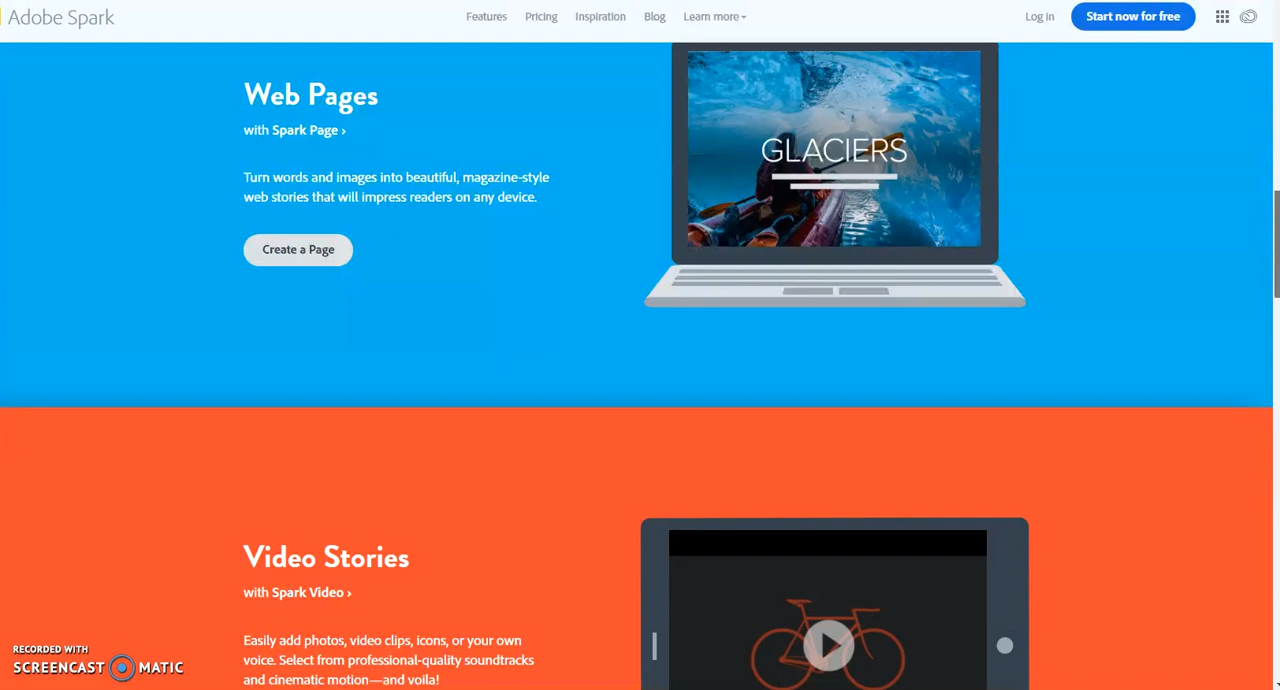 Adobe Spark
Features Pricing Inspiration Blog Learn more
Log in Start now for free
Web Pages
with Spark Page ›
Turn words and images into beautiful, magazine-style
web stories that will impress readers on any device.
Create a Page
GLACIERS
Video Stories
with Spark Video ›
Easily add photos, video clips, icons, or your own
voice. Select from professional-quality soundtracks
and cinematic motion—and voila!
RECORDED WITH
SCREENCAST MATIC